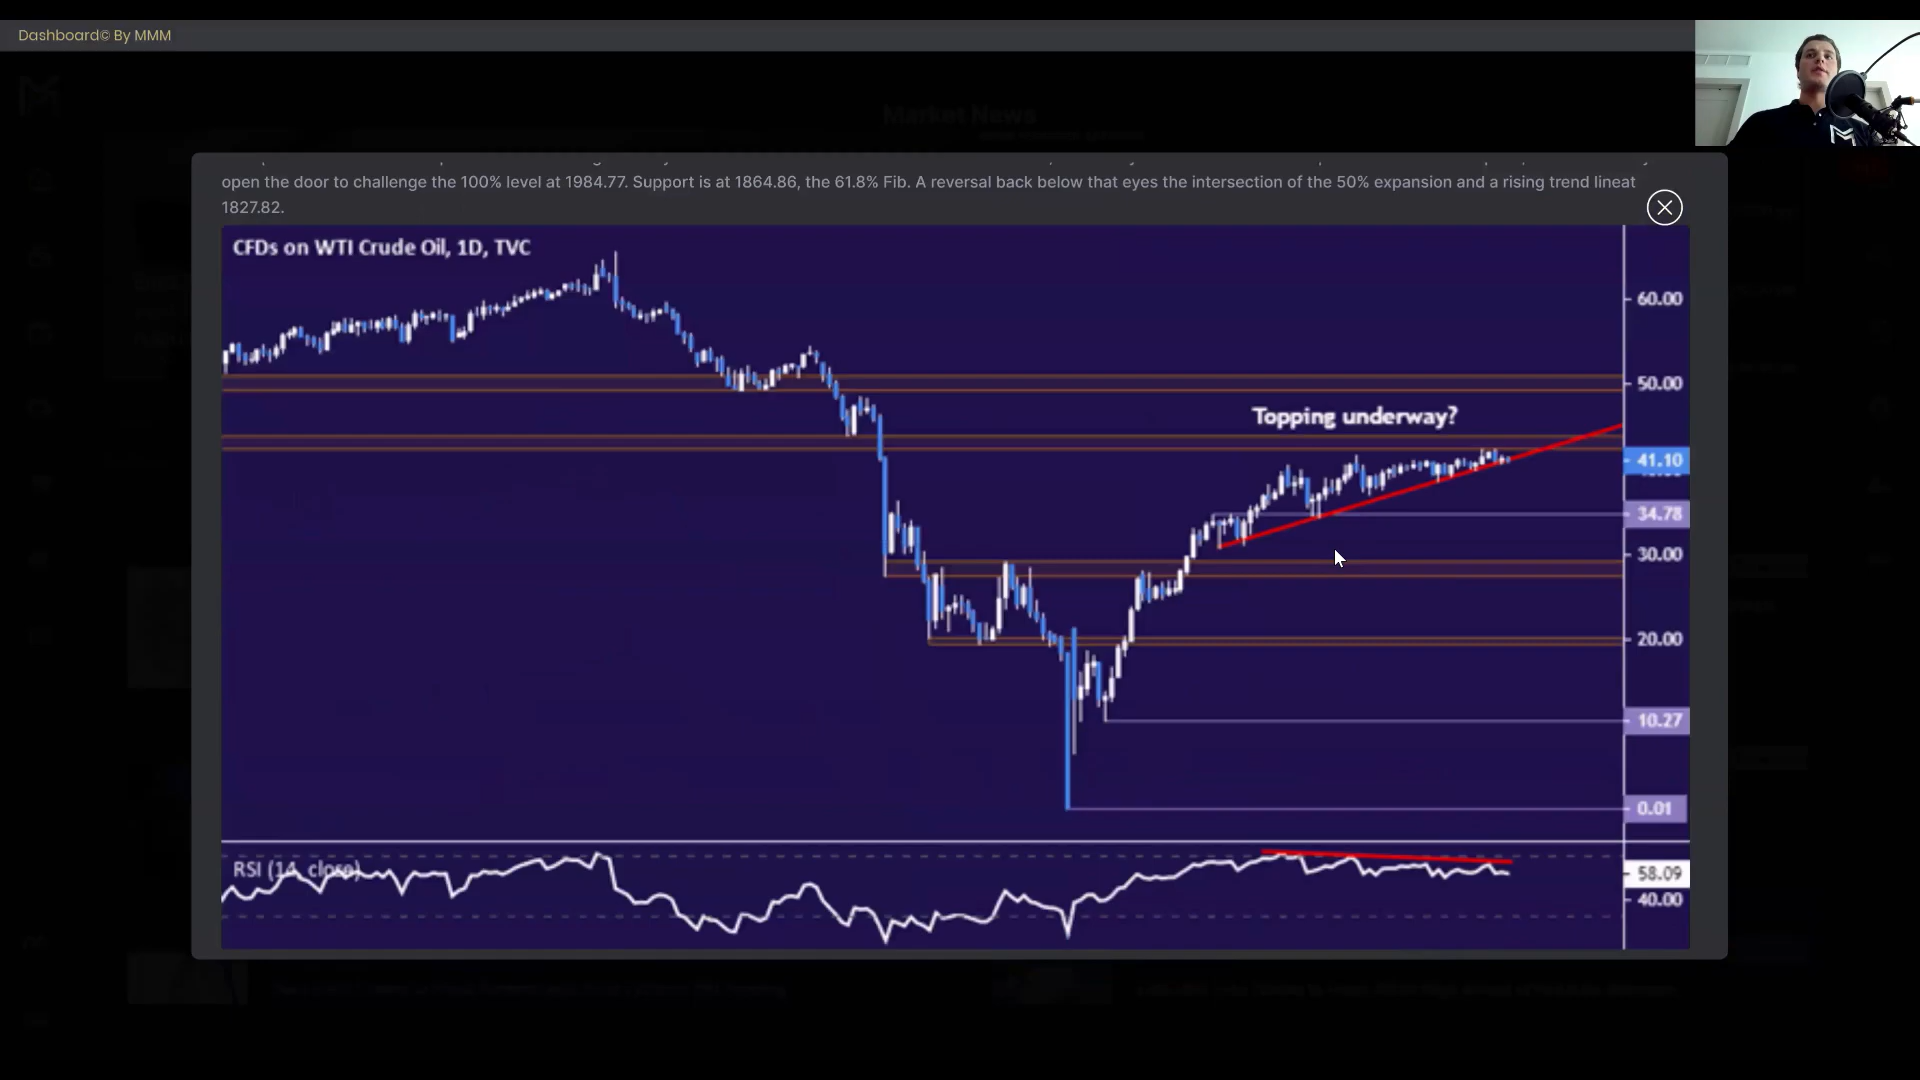 Dashboard© By MMM
Market News
open the door to challenge the 100% level at 1984.77. Support is at 1864.86, the 61.8% Fib. A reversal back below that eyes the intersection of the 50% expansion and a rising trend lineat
1827.82.
CFDs on WTI Crude Oil, 1D, TVC
60.00
50.00
Topping underway?
41.10
34.78
30.00
20.00
10.27
0.01
RSI (14, close)
58.09
40.00